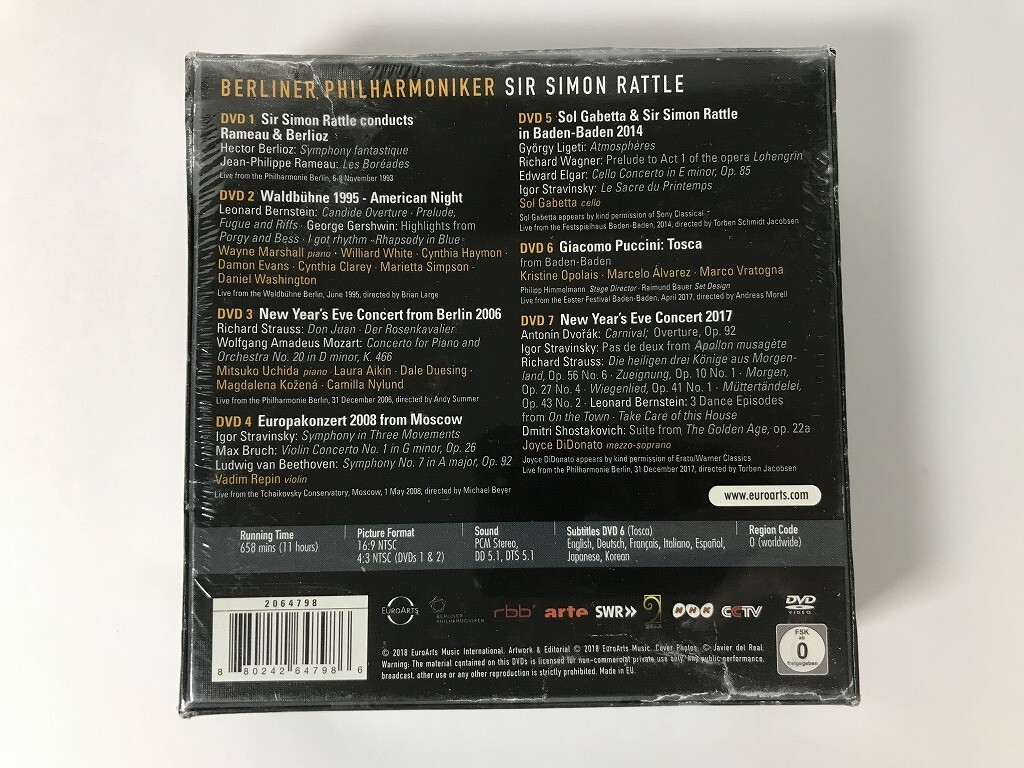 BERLINER PHILHARMONIKER SIR SIMON RATTLE
DVD 1 Sir Simon Rattle conducts
Rameau & Berlioz
Hector Berlioz: Symphony fantastique
Jean-Philippe Rameau: Les Boréades
Live from the Philharmonie Berlin, 6-8 November 1993
DVD 2 Waldbühne 1995 - American Night
Leonard Bernstein: Candide Overture · Prelude,
Fugue and Riffs · George Gershwin: Highlights from
Porgy and Bess · I got rhythm · Rhapsody in Blue ·
Wayne Marshall piano · Williard White · Cynthia Haymon ·
Damon Evans · Cynthia Clarey · Marietta Simpson ·
Daniel Washington
Live from the Waldbühne Berlin, June 1995, directed by Brian Large
DVD 3 New Year's Eve Concert from Berlin 2006
Richard Strauss: Don Juan · Der Rosenkavalier
Wolfgang Amadeus Mozart: Concerto for Piano and
Orchestra No. 20 in D minor, K. 466
Mitsuko Uchida piano · Laura Aikin · Dale Duesing ·
Magdalena Kožená · Camilla Nylund
Live from the Philharmonie Berlin, 31 December 2006, directed by Andy Sommer
DVD 4 Europakonzert 2008 from Moscow
Igor Stravinsky: Symphony in Three Movements
Max Bruch: Violin Concerto No. 1 in G minor, Op. 26
Ludwig van Beethoven: Symphony No. 7 in A major, Op. 92
Vadim Repin violin
Live from the Tchaikovsky Conservatory, Moscow, 1 May 2008, directed by Michael Beyer
DVD 5 Sol Gabetta & Sir Simon Rattle
in Baden-Baden 2014
György Ligeti: Atmosphères
Richard Wagner: Prelude to Act 1 of the opera Lohengrin
Edward Elgar: Cello Concerto in E minor, Op. 85
Igor Stravinsky: Le Sacre du Printemps
Sol Gabetta cello
Sol Gabetta appears by kind permission of Sony Classical
Live from the Festspielhaus Baden-Baden, 2014, directed by Torben Schmidt Jacobsen
DVD 6 Giacomo Puccini: Tosca
from Baden-Baden
Kristine Opolais · Marcelo Álvarez · Marco Vratogna
Philipp Himmelmann Stage Director · Raimund Bauer Set Design
Live from the Easter Festival Baden-Baden, April 2017, directed by Andreas Morell
DVD 7 New Year's Eve Concert 2017
Antonín Dvořák: Carnival; Overture, Op. 92
Igor Stravinsky: Pas de deux from Apollon musagète
Richard Strauss: Die heiligen drei Könige aus Morgen-
land, Op. 56 No. 6 · Zueignung, Op. 10 No. 1 · Morgen,
Op. 27 No. 4 · Wiegenlied, Op. 41 No. 1 · Müttertändelei,
Op. 43 No. 2 · Leonard Bernstein: 3 Dance Episodes
from On the Town · Take Care of this House
Dmitri Shostakovich: Suite from The Golden Age, op. 22a
Joyce DiDonato mezzo-soprano
Joyce DiDonato appears by kind permission of Erato/Warner Classics
Live from the Philharmonie Berlin, 31 December 2017, directed by Torben Jacobsen
www.euroarts.com
Running Time
658 mins (11 hours)
Picture Format
16:9 NTSC
4:3 NTSC (DVDs 1 & 2)
Sound
PCM Stereo,
DD 5.1, DTS 5.1
Subtitles DVD 6 (Tosca)
English, Deutsch, Français, Italiano, Español,
Japanese, Korean
Region Code
0 (worldwide)
2064798
8 80242 64798 6
EUROARTS
BERLINER
PHILHARMONIKER
rbb
arte
SWR
NHK
CCTV
DVD
VIDEO
FSK
ab
0
freigegeben
© 2018 EuroArts Music International. Artwork & Editorial © 2018 EuroArts Music. Cover Photos © Javier del Real.
Warning: The material contained on this DVDs is licensed for non-commercial private use only. Any public performance,
broadcast, other use or any other reproduction is strictly prohibited. Made in EU.